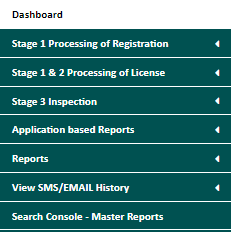 Dashboard
Stage 1 Processing of Registration
Stage 1 & 2 Processing of License
Stage 3 Inspection
Application based Reports
Reports
View SMS/EMAIL History
Search Console - Master Reports